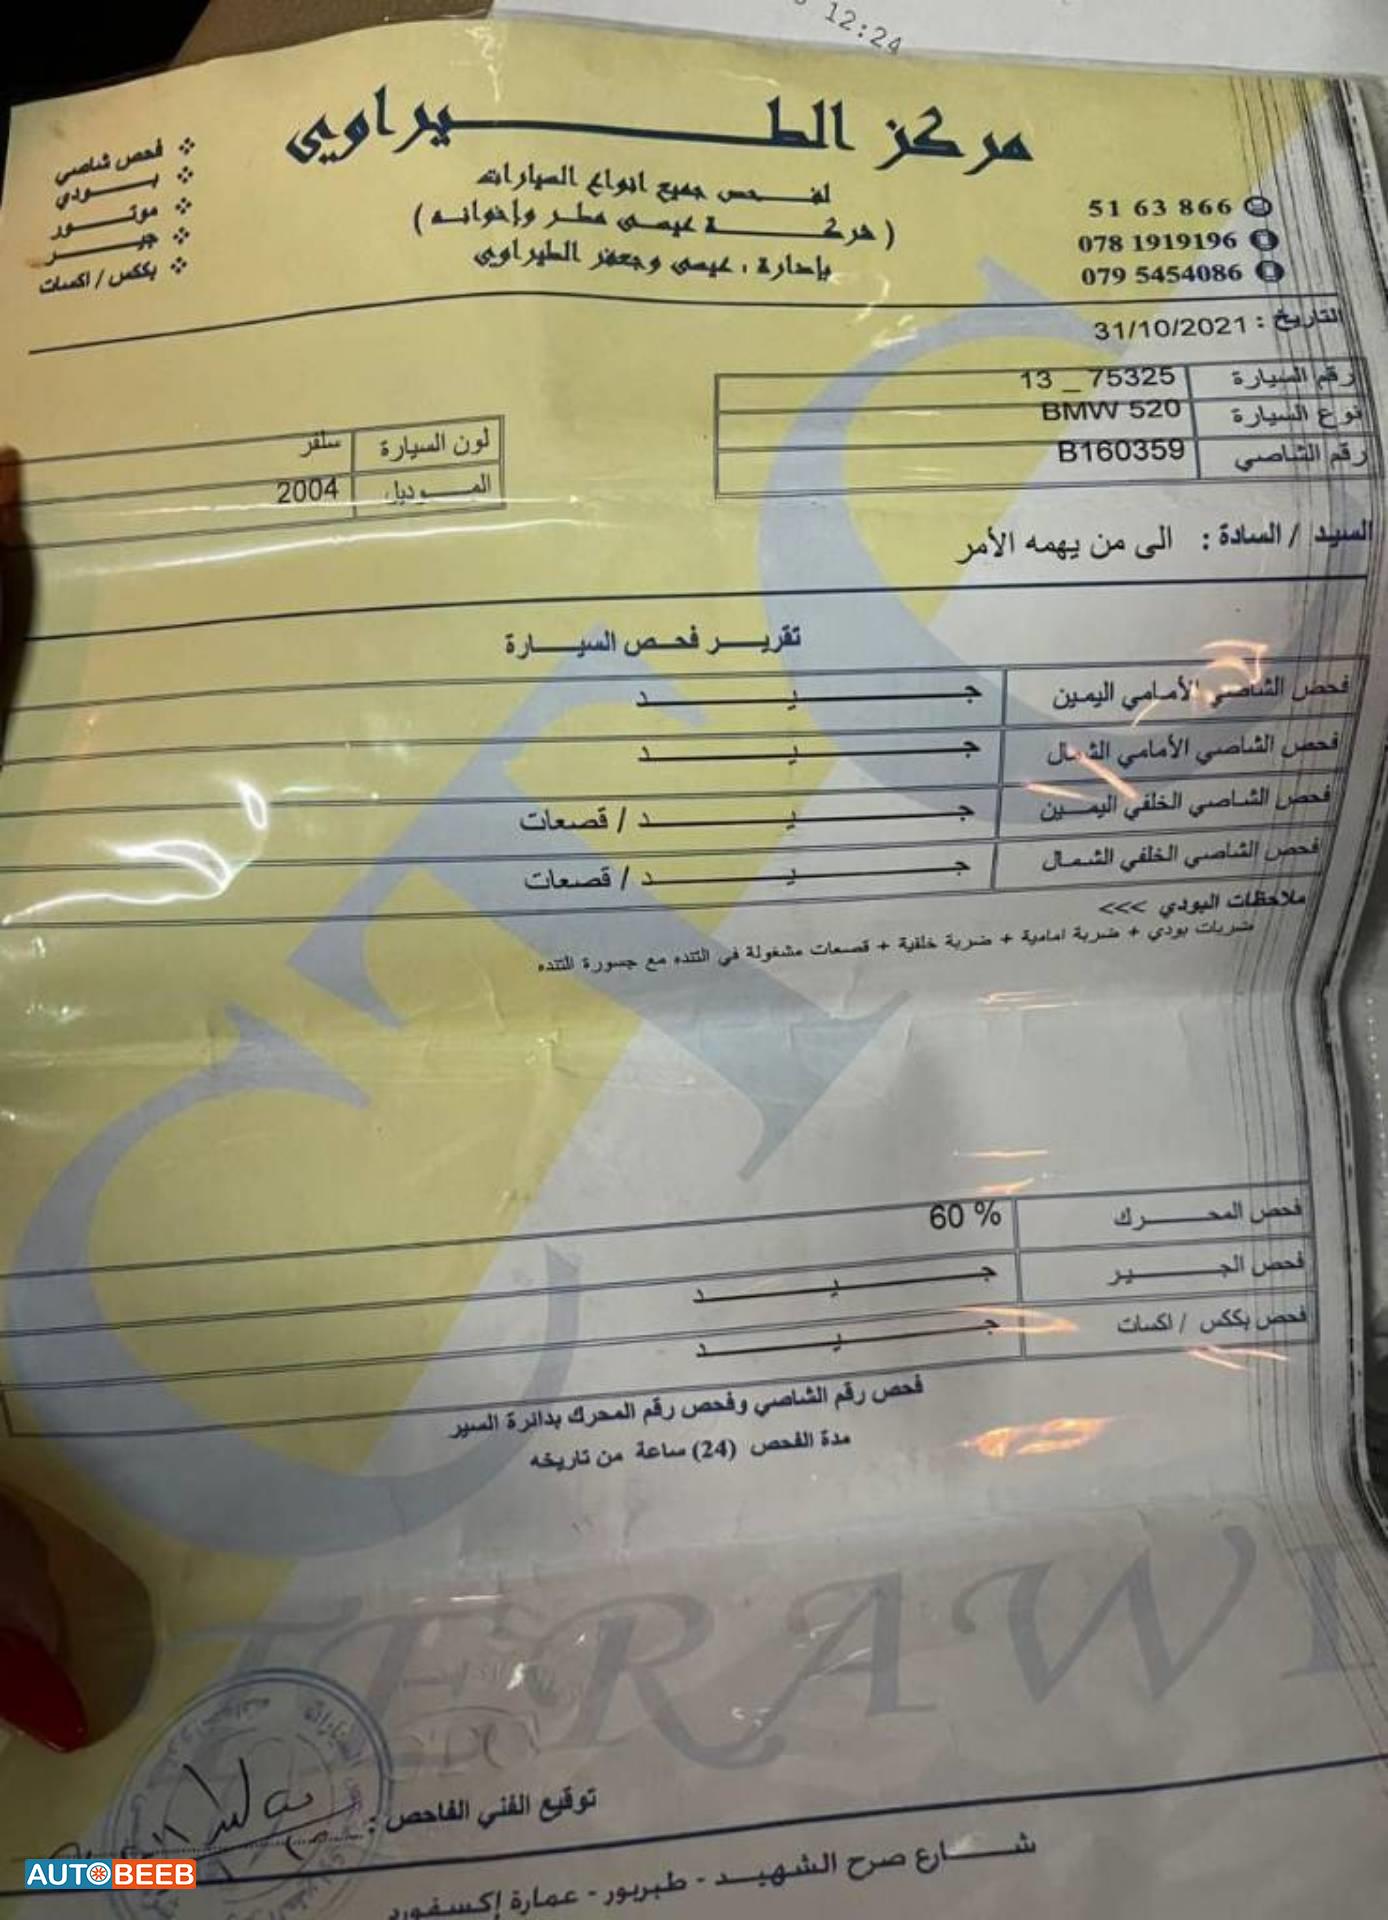 12:24
مركز الطيراوي
لفحص جميع انواع السيارات
( شركة عيسى مطر وإخوانه )
بإدارة : عيسى وجعفر الطيراوي
51 63 866
078 1919196
079 5454086
❖ فحص شاصي
❖ بودي
❖ موتور
❖ جير
❖ بككس / اكسات
التاريخ : 31/10/2021
رقم السيارة 13 _ 75325
نوع السيارة BMW 520
رقم الشاصي B160359
لون السيارة سلفر
الموديل 2004
السيد / السادة : الى من يهمه الأمر
تقرير فحص السيارة
فحص الشاصي الأمامي اليمين جيد
فحص الشاصي الأمامي الشمال جيد
فحص الشاصي الخلفي اليمين جيد / قصعات
فحص الشاصي الخلفي الشمال جيد / قصعات
ملاحظات البودي >>>
ضربات بودي + ضربة امامية + ضربة خلفية + قصعات مشغولة في التنده مع جسورة التنده
فحص المحرك 60 %
فحص الجير جيد
فحص بككس / اكسات جيد
فحص رقم الشاصي وفحص رقم المحرك بدائرة السير
مدة الفحص (24) ساعة من تاريخه
TERAWI
توقيع الفني الفاحص :
شارع صرح الشهيد - طبربور - عمارة إكسفورد
AUTOBEEB